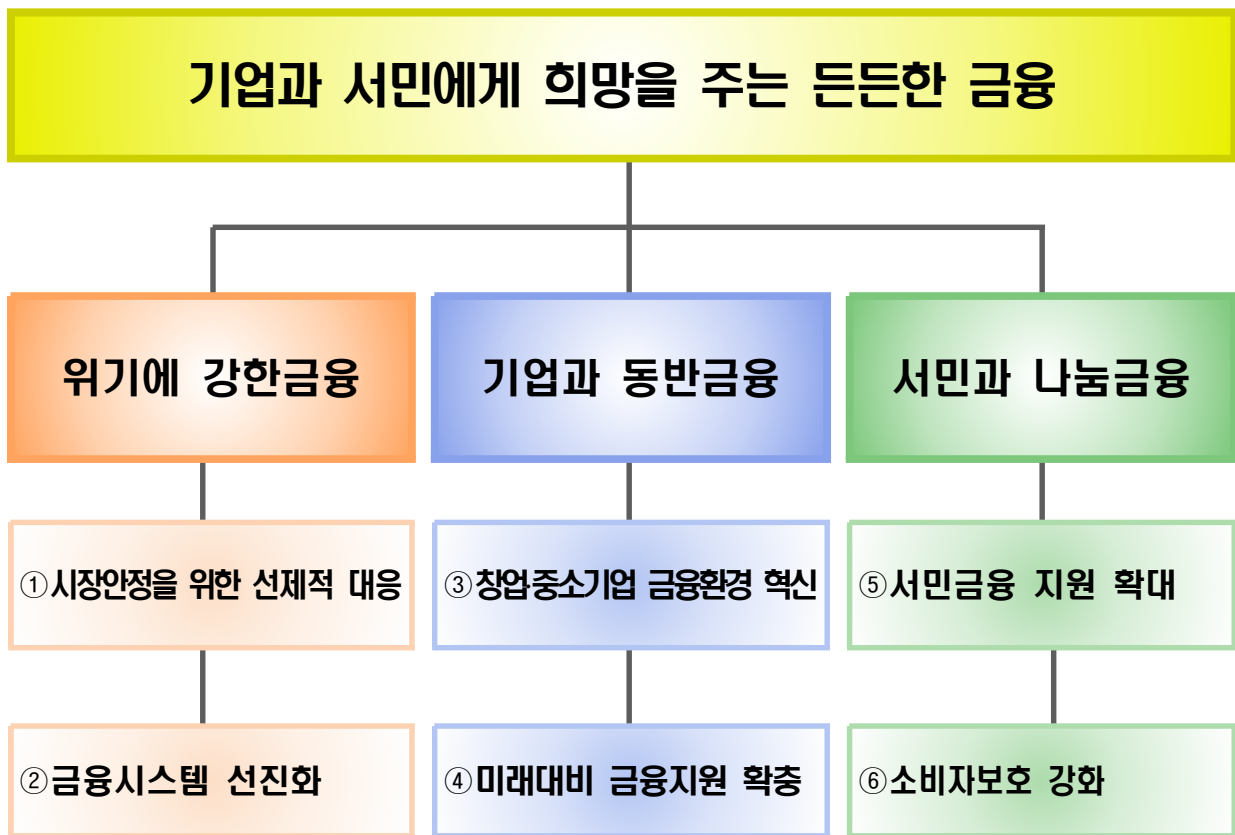 기업과 서민에게 희망을 주는 든든한 금융
위기에 강한금융
기업과 동반금융
서민과 나눔금융
①시장안정을 위한 선제적 대응
③창업·중소기업 금융환경 혁신
⑤서민금융 지원 확대
②금융시스템 선진화
④미래대비 금융지원 확충
⑥소비자보호 강화